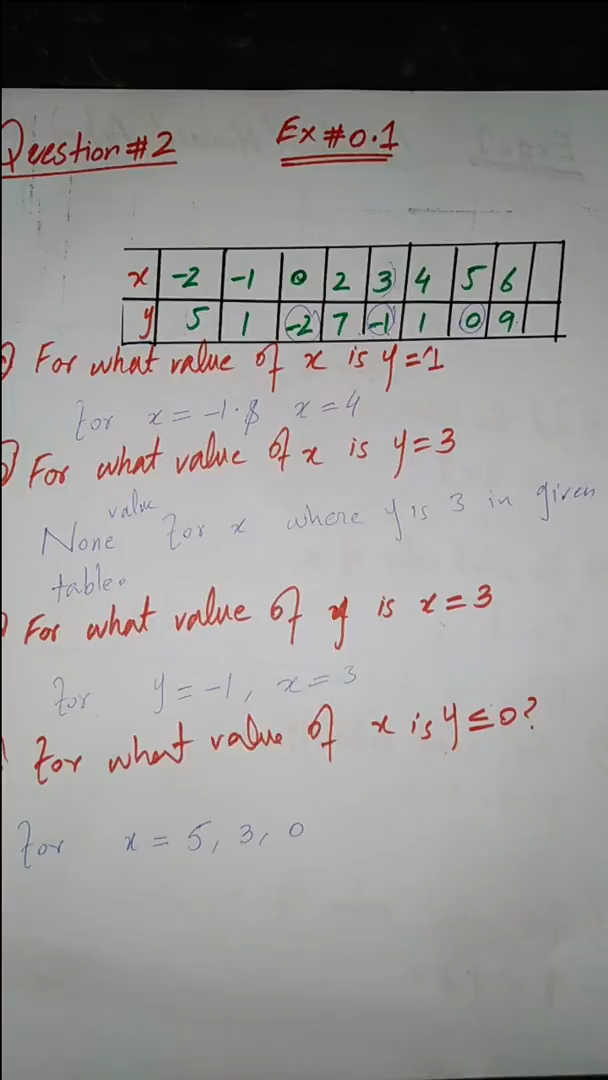 Question #2 Ex #0.1
x -2 -1 0 2 3 4 5 6
y 5 1 -2 7 -1 1 0 9
) For what value of x is y=1
for x = -1 & x = 4
) For what value of x is y=3
None value for x where y is 3 in given
table.
) For what value of y is x = 3
for y = -1, x = 3
) for what value of x is y ≤ 0?
for x = 5, 3, 0